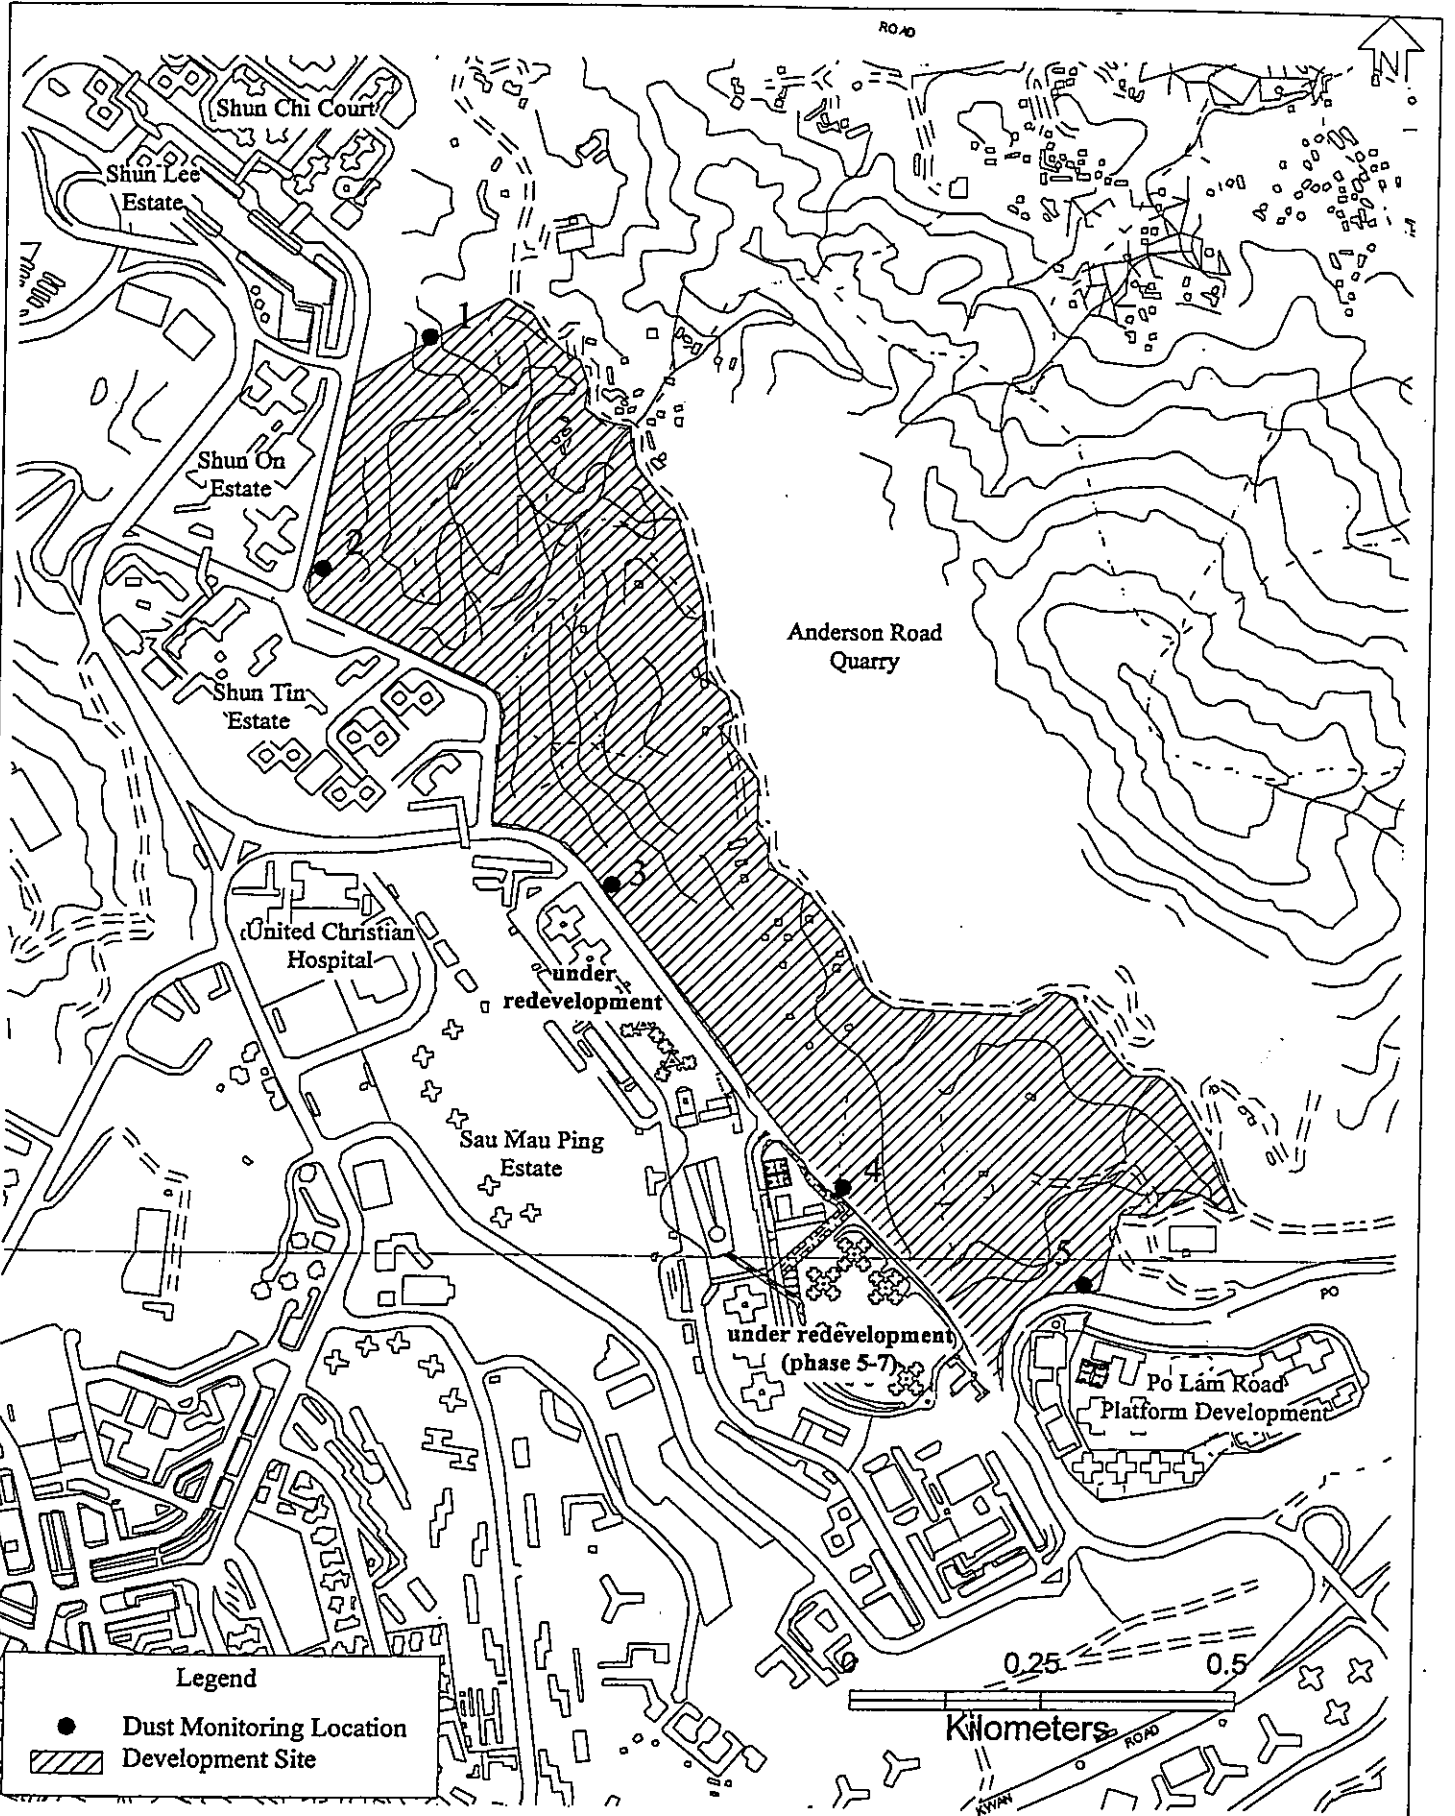 ROAD
N
Shun Chi Court
Shun Lee
Estate
1
Shun On
Estate
2
Anderson Road
Quarry
Shun Tin
Estate
3
United Christian
Hospital
under
redevelopment
Sau Mau Ping
Estate
4
5
PO
under redevelopment
(phase 5-7)
Po Lam Road
Platform Development
0 0.25 0.5
Kilometers
ROAD
KWAN
Legend
Dust Monitoring Location
Development Site